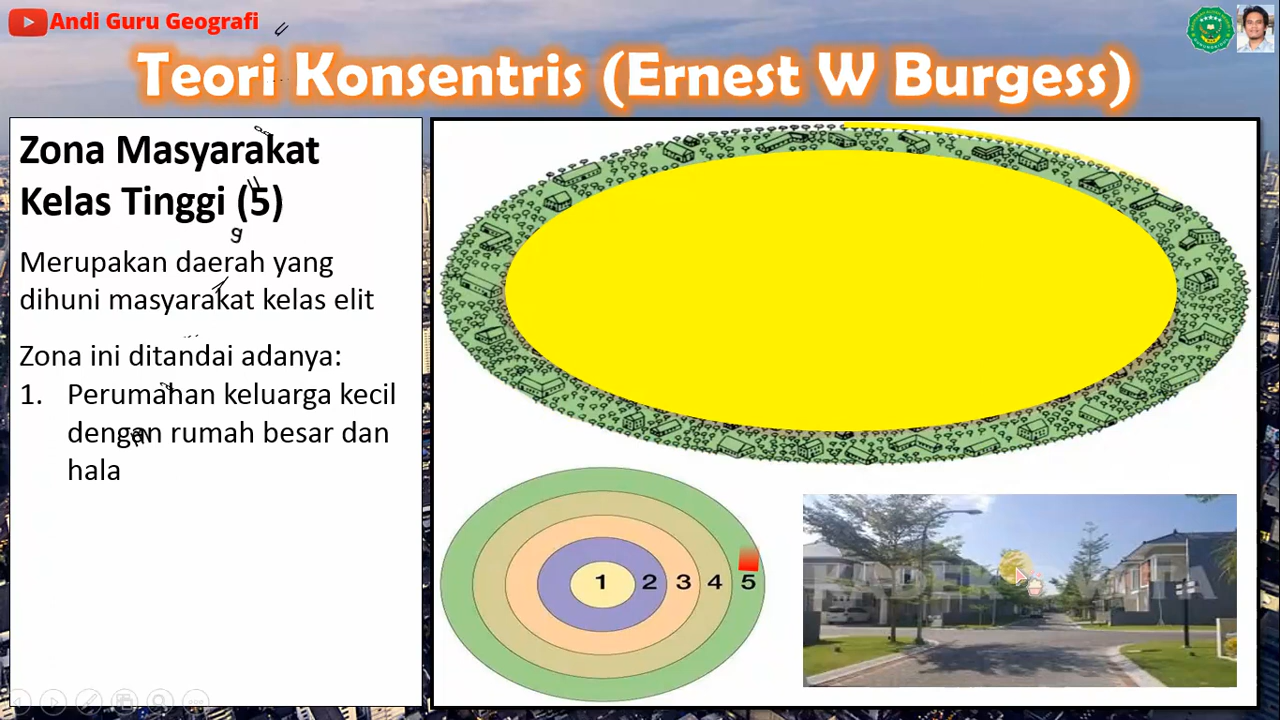 Andi Guru Geografi
Teori Konsentris (Ernest W Burgess)
Zona Masyarakat
Kelas Tinggi (5)
Merupakan daerah yang
dihuni masyarakat kelas elit
Zona ini ditandai adanya:
1. Perumahan keluarga kecil
dengan rumah besar dan
hala
1 2 3 4 5